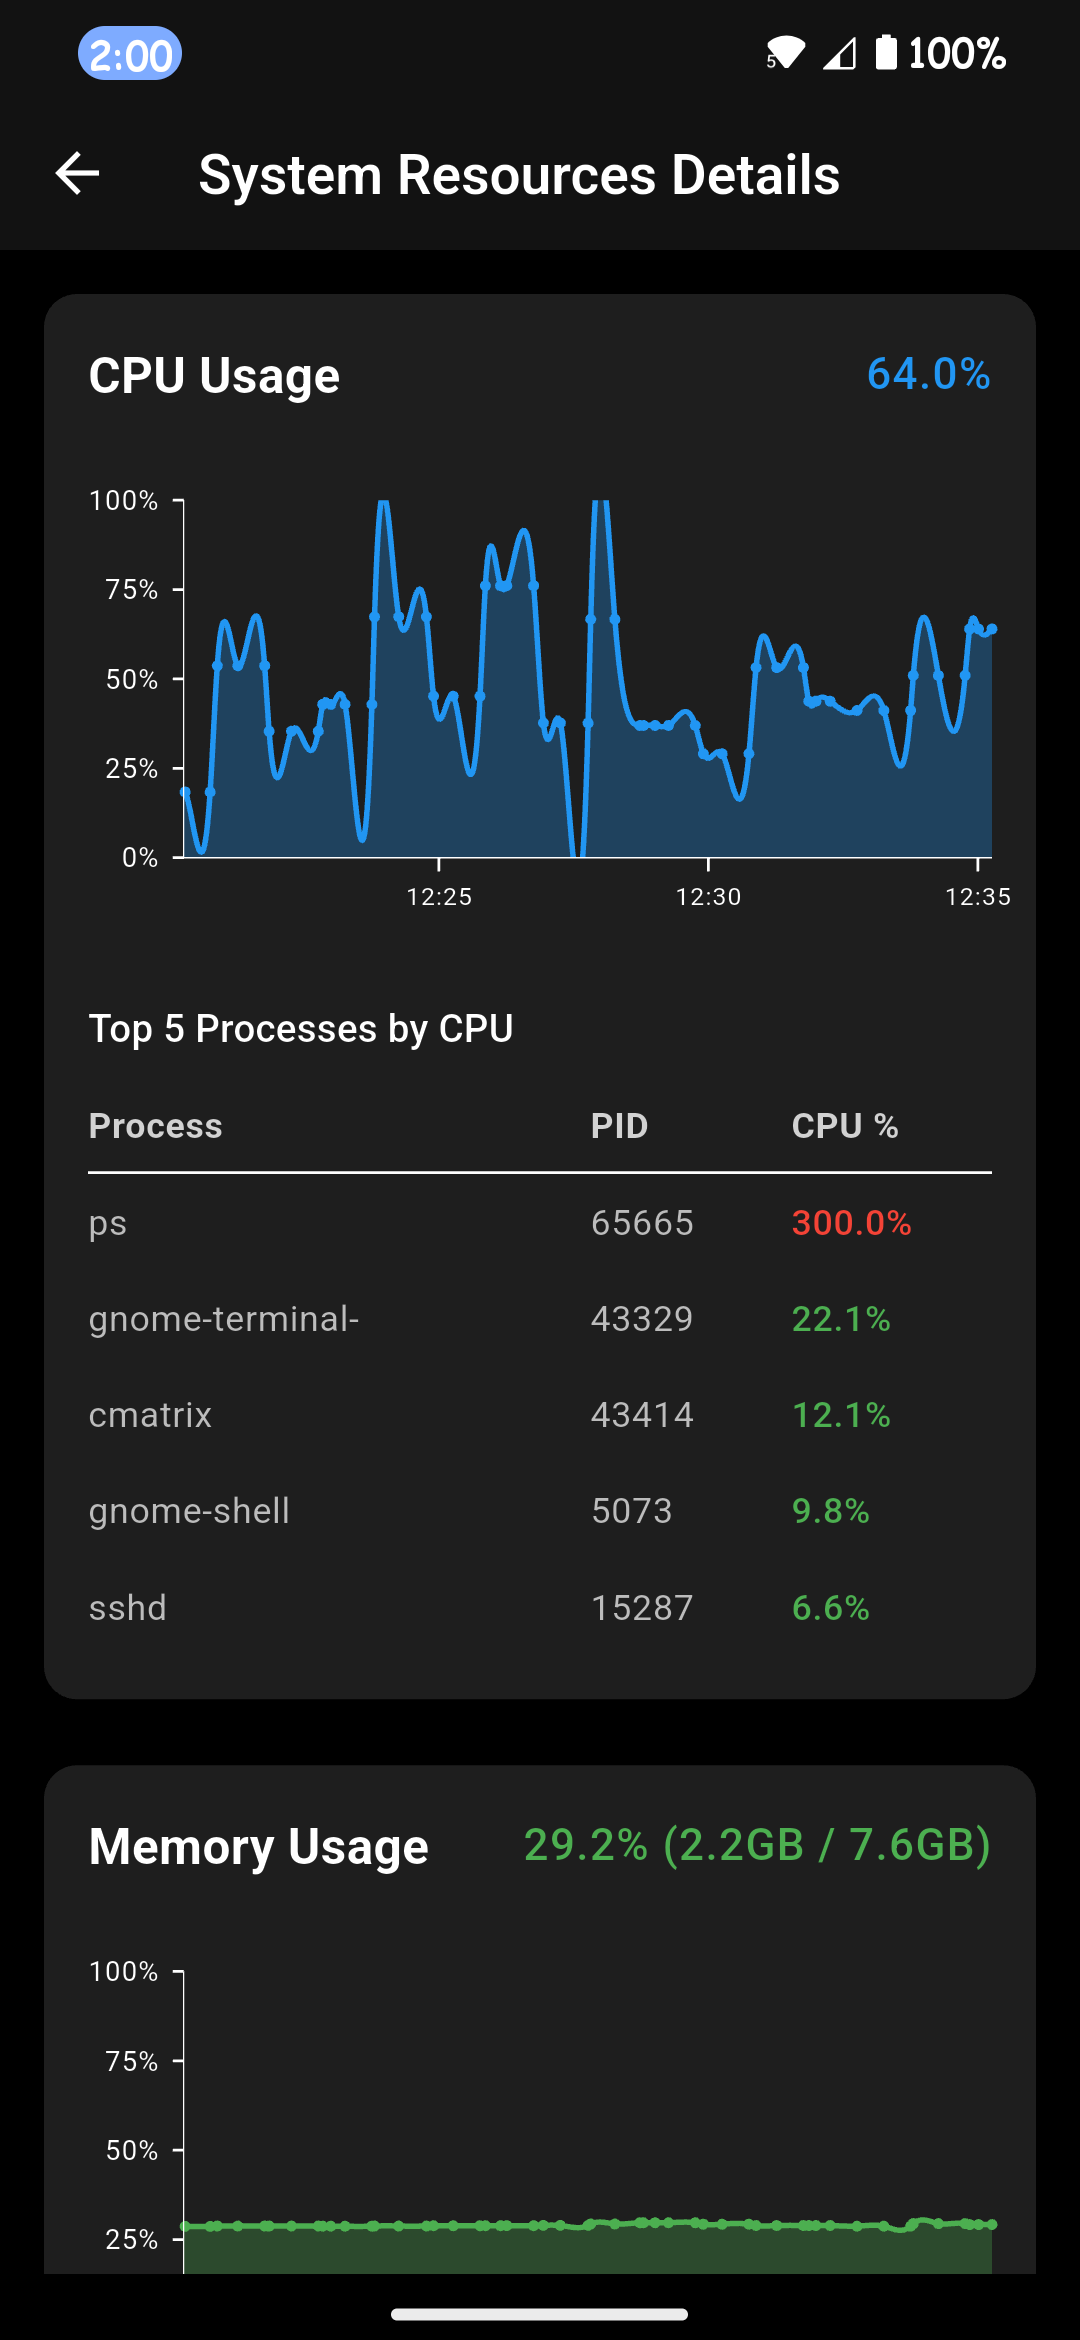 2:00 5 100%
System Resources Details
CPU Usage 64.0%
100%
75%
50%
25%
0%
12:25 12:30 12:35
Top 5 Processes by CPU
Process PID CPU %
ps 65665 300.0%
gnome-terminal- 43329 22.1%
cmatrix 43414 12.1%
gnome-shell 5073 9.8%
sshd 15287 6.6%
Memory Usage 29.2% (2.2GB / 7.6GB)
100%
75%
50%
25%